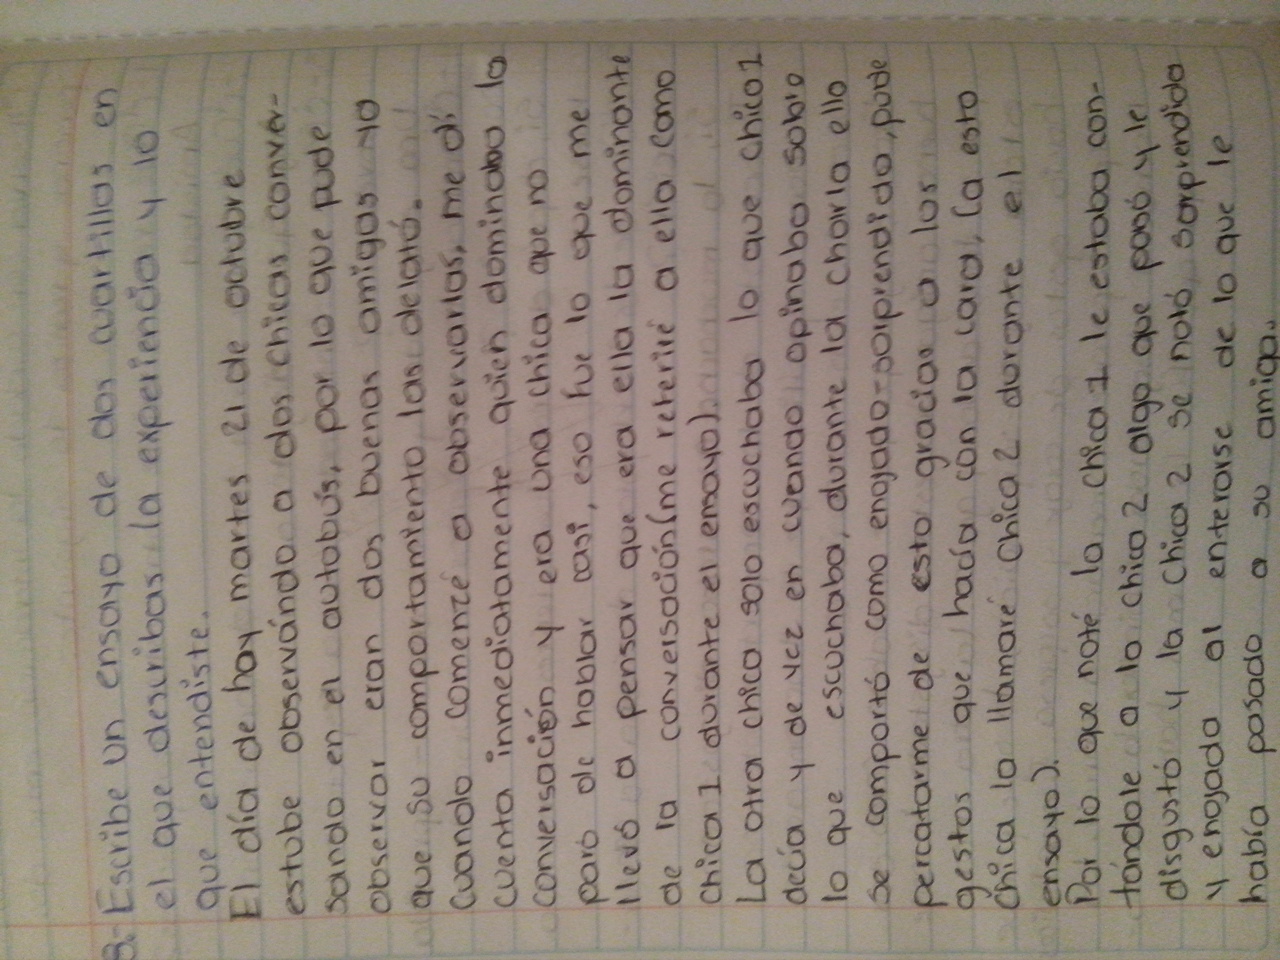 8.- Escribe un ensayo de dos cuartillas en
el que describas la experiencia y lo
que entendiste.
El día de hoy martes 21 de octubre
estube observándo a dos chicas conver-
sando en el autobús, por lo que pude
observar eran dos buenas amigas ya
que su comportamiento las delató.
Cuando comenzé a observarlas, me dí
cuenta inmediatamente quien dominaba la
conversación y era una chica que no
paró de hablar casi, eso fue lo que me
llevó a pensar que era ella la dominante
de la conversación(me referiré a ella como
chica 1 durante el ensayo).
La otra chica solo escuchaba lo que chica 1
decía y de vez en cuando opinaba sobre
lo que escuchaba, durante la charla ella
se comportó como enojada-sorprendida, pude
percatarme de esto gracias a los
gestos que hacía con la cara, (a esta
chica la llamaré chica 2 durante el
ensayo).
Por lo que noté la chica 1 le estaba con-
tándole a la chica 2 algo que pasó y le
disgustó y la chica 2 se notó sorprendida
y enojada al enterarse de lo que le
había pasado a su amiga.